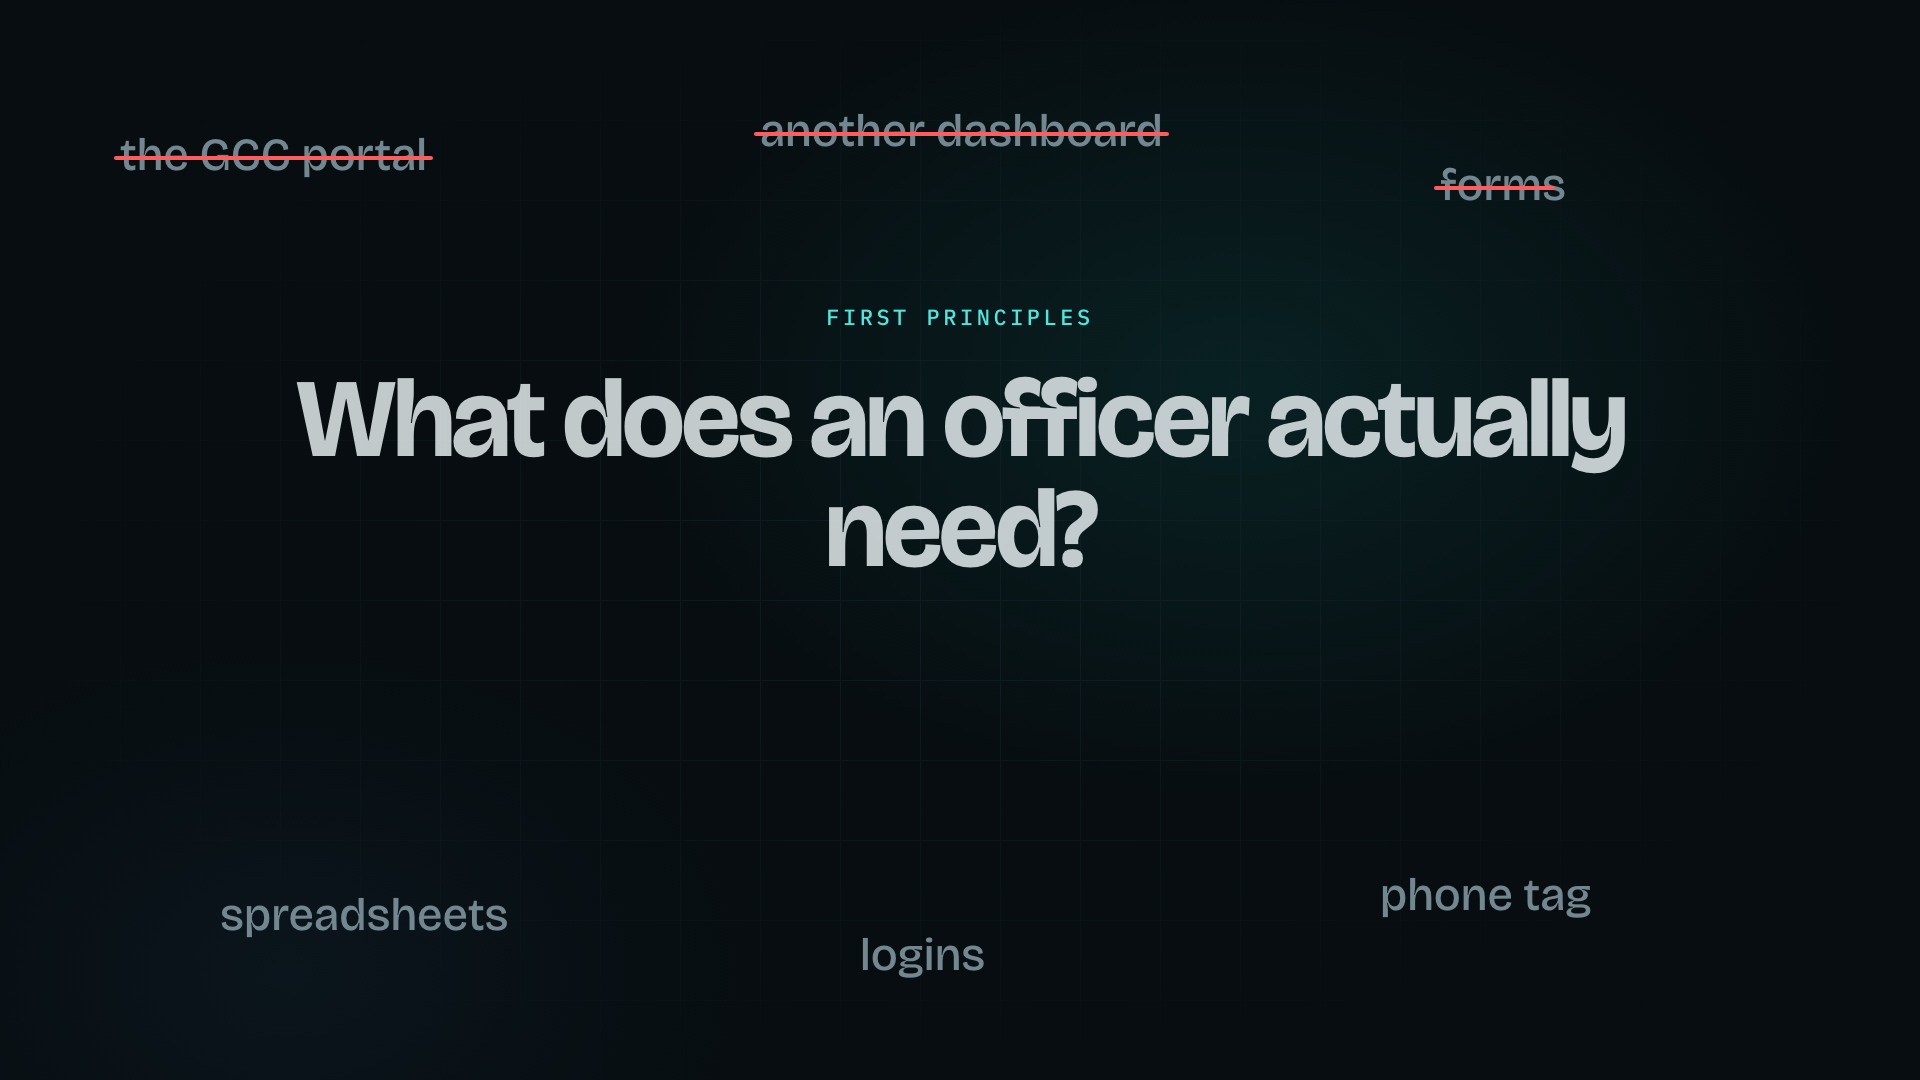 the GCC portal
another dashboard
forms
FIRST PRINCIPLES
What does an officer actually
need?
spreadsheets
logins
phone tag